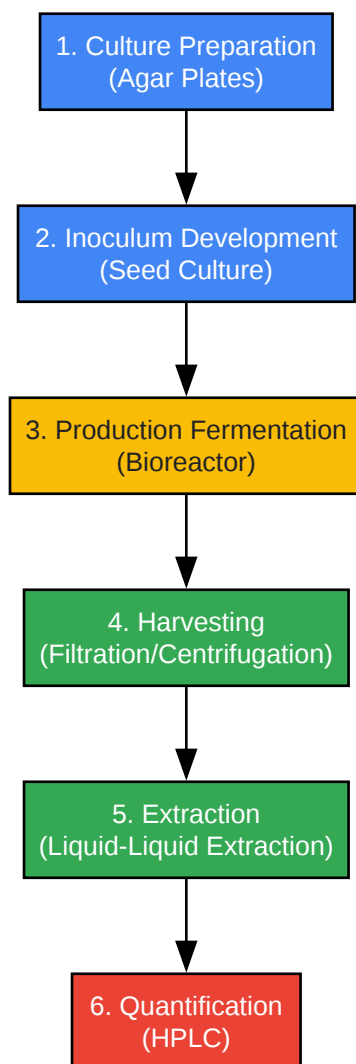 1. Culture Preparation
(Agar Plates)
2. Inoculum Development
(Seed Culture)
3. Production Fermentation
(Bioreactor)
4. Harvesting
(Filtration/Centrifugation)
5. Extraction
(Liquid-Liquid Extraction)
6. Quantification
(HPLC)